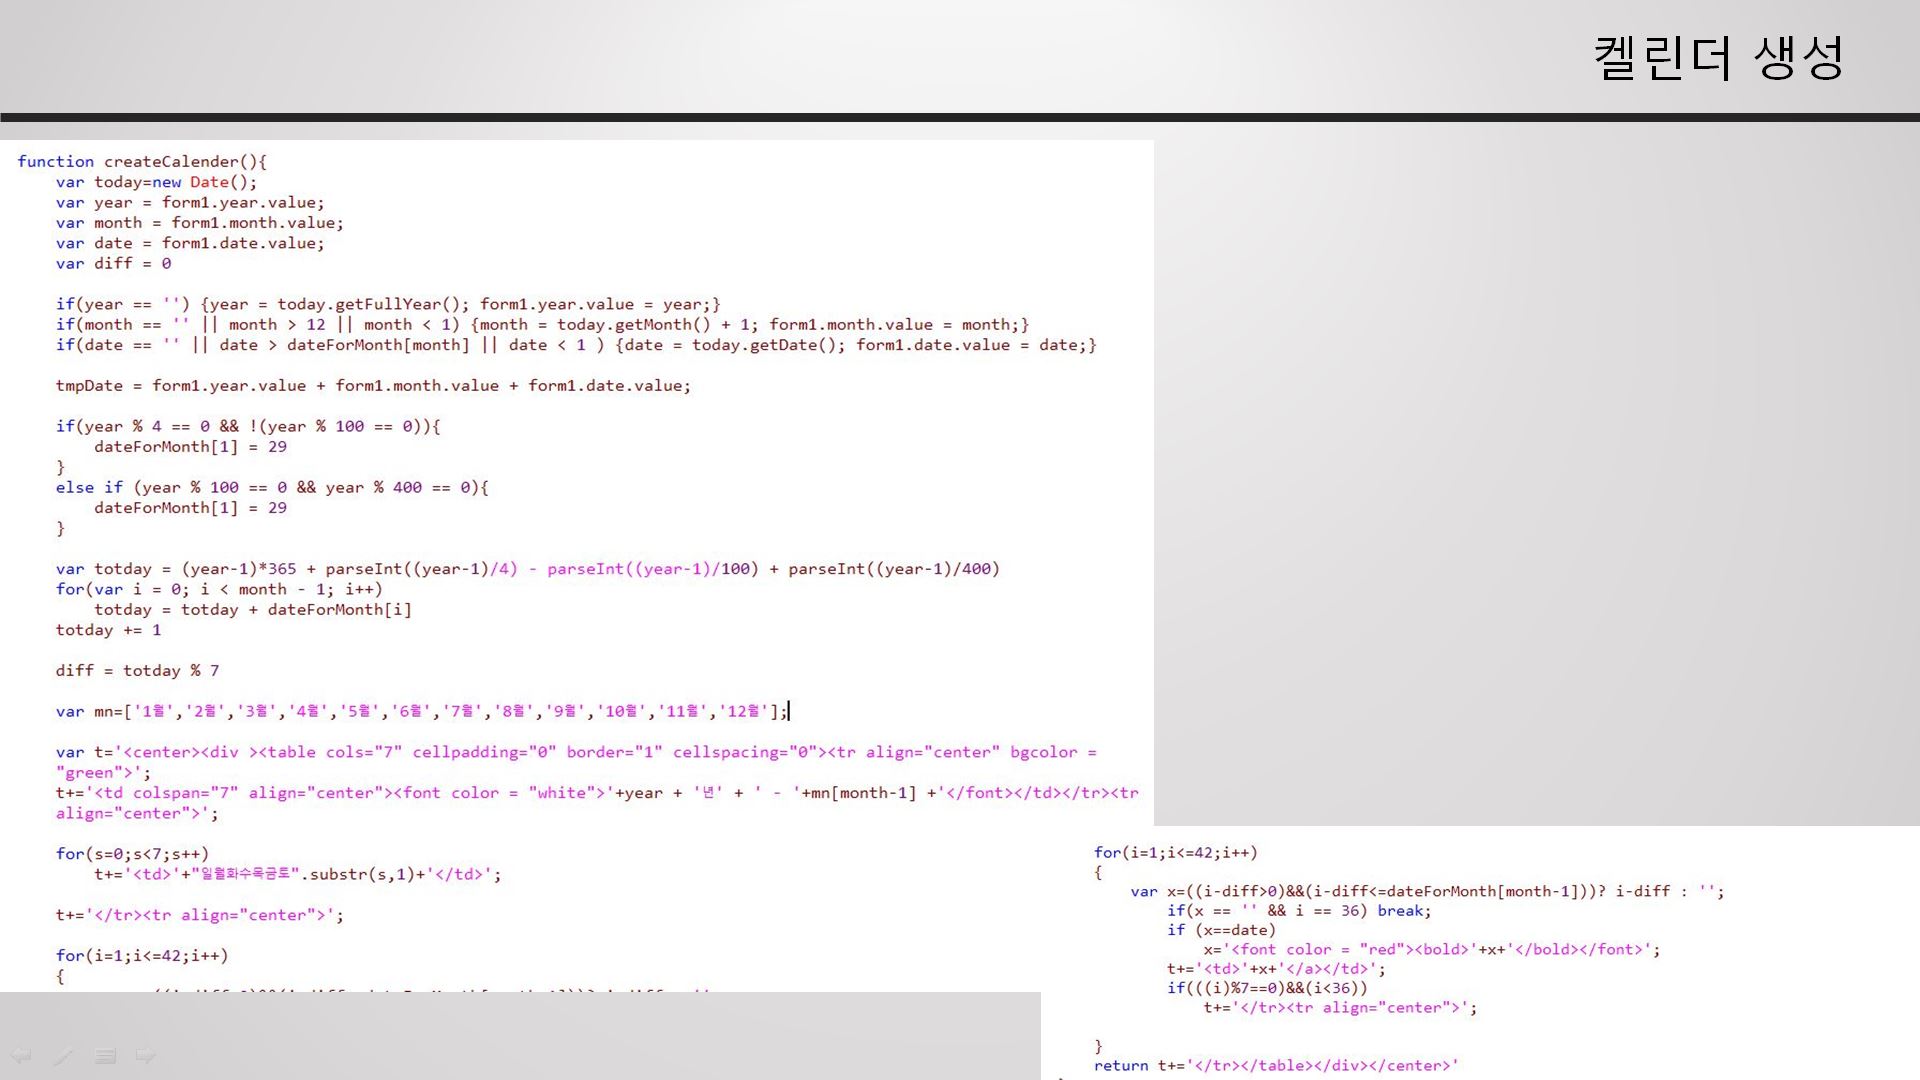 켈린더 생성
function createCalender(){
    var today=new Date();
    var year = form1.year.value;
    var month = form1.month.value;
    var date = form1.date.value;
    var diff = 0
    if(year == '') {year = today.getFullYear(); form1.year.value = year;}
    if(month == '' || month > 12 || month < 1) {month = today.getMonth() + 1; form1.month.value = month;}
    if(date == '' || date > dateForMonth[month] || date < 1 ) {date = today.getDate(); form1.date.value = date;}
    tmpDate = form1.year.value + form1.month.value + form1.date.value;
    if(year % 4 == 0 && !(year % 100 == 0)){
        dateForMonth[1] = 29
    }
    else if (year % 100 == 0 && year % 400 == 0){
        dateForMonth[1] = 29
    }
    var totday = (year-1)*365 + parseInt((year-1)/4) - parseInt((year-1)/100) + parseInt((year-1)/400)
    for(var i = 0; i < month - 1; i++)
        totday = totday + dateForMonth[i]
    totday += 1
    diff = totday % 7
    var mn=['1월','2월','3월','4월','5월','6월','7월','8월','9월','10월','11월','12월'];
    var t='<center><div ><table cols="7" cellpadding="0" border="1" cellspacing="0"><tr align="center" bgcolor =
    "green">';
    t+='<td colspan="7" align="center"><font color = "white">'+year + '년' + ' - '+mn[month-1] +'</font></td></tr><tr
    align="center">';
    for(s=0;s<7;s++)
        t+='<td>'+"일월화수목금토".substr(s,1)+'</td>';
    t+='</tr><tr align="center">';
    for(i=1;i<=42;i++)
    {
for(i=1;i<=42;i++)
{
    var x=((i-diff>0)&&(i-diff<=dateForMonth[month-1]))? i-diff : '';
        if(x == '' && i == 36) break;
        if (x==date)
            x='<font color = "red"><bold>'+x+'</bold></font>';
        t+='<td>'+x+'</a></td>';
        if(((i)%7==0)&&(i<36))
            t+='</tr><tr align="center">';
}
return t+='</tr></table></div></center>'